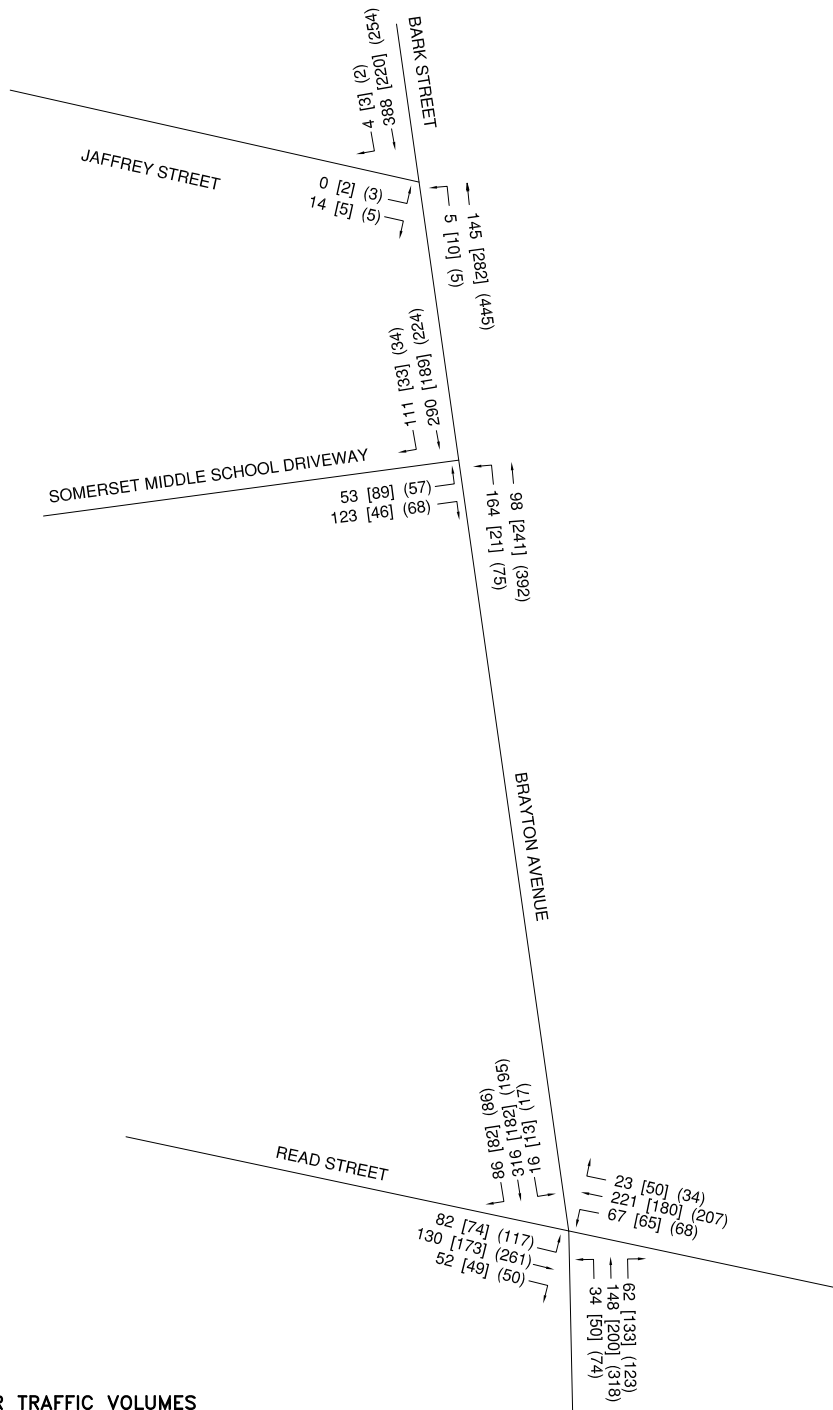 BARK STREET
388 [220] (254)
4 [3] (2)
JAFFREY STREET
0 [2] (3)
14 [5] (5)
145 [282] (445)
5 [10] (5)
290 [189] (224)
111 [33] (34)
SOMERSET MIDDLE SCHOOL DRIVEWAY
53 [89] (57)
123 [46] (68)
98 [241] (392)
164 [21] (75)
BRAYTON AVENUE
16 [13] (17)
316 [182] (195)
98 [82] (86)
READ STREET
82 [74] (117)
130 [173] (261)
52 [49] (50)
23 [50] (34)
221 [180] (207)
67 [65] (68)
62 [133] (123)
148 [200] (318)
34 [50] (74)
TRAFFIC VOLUMES